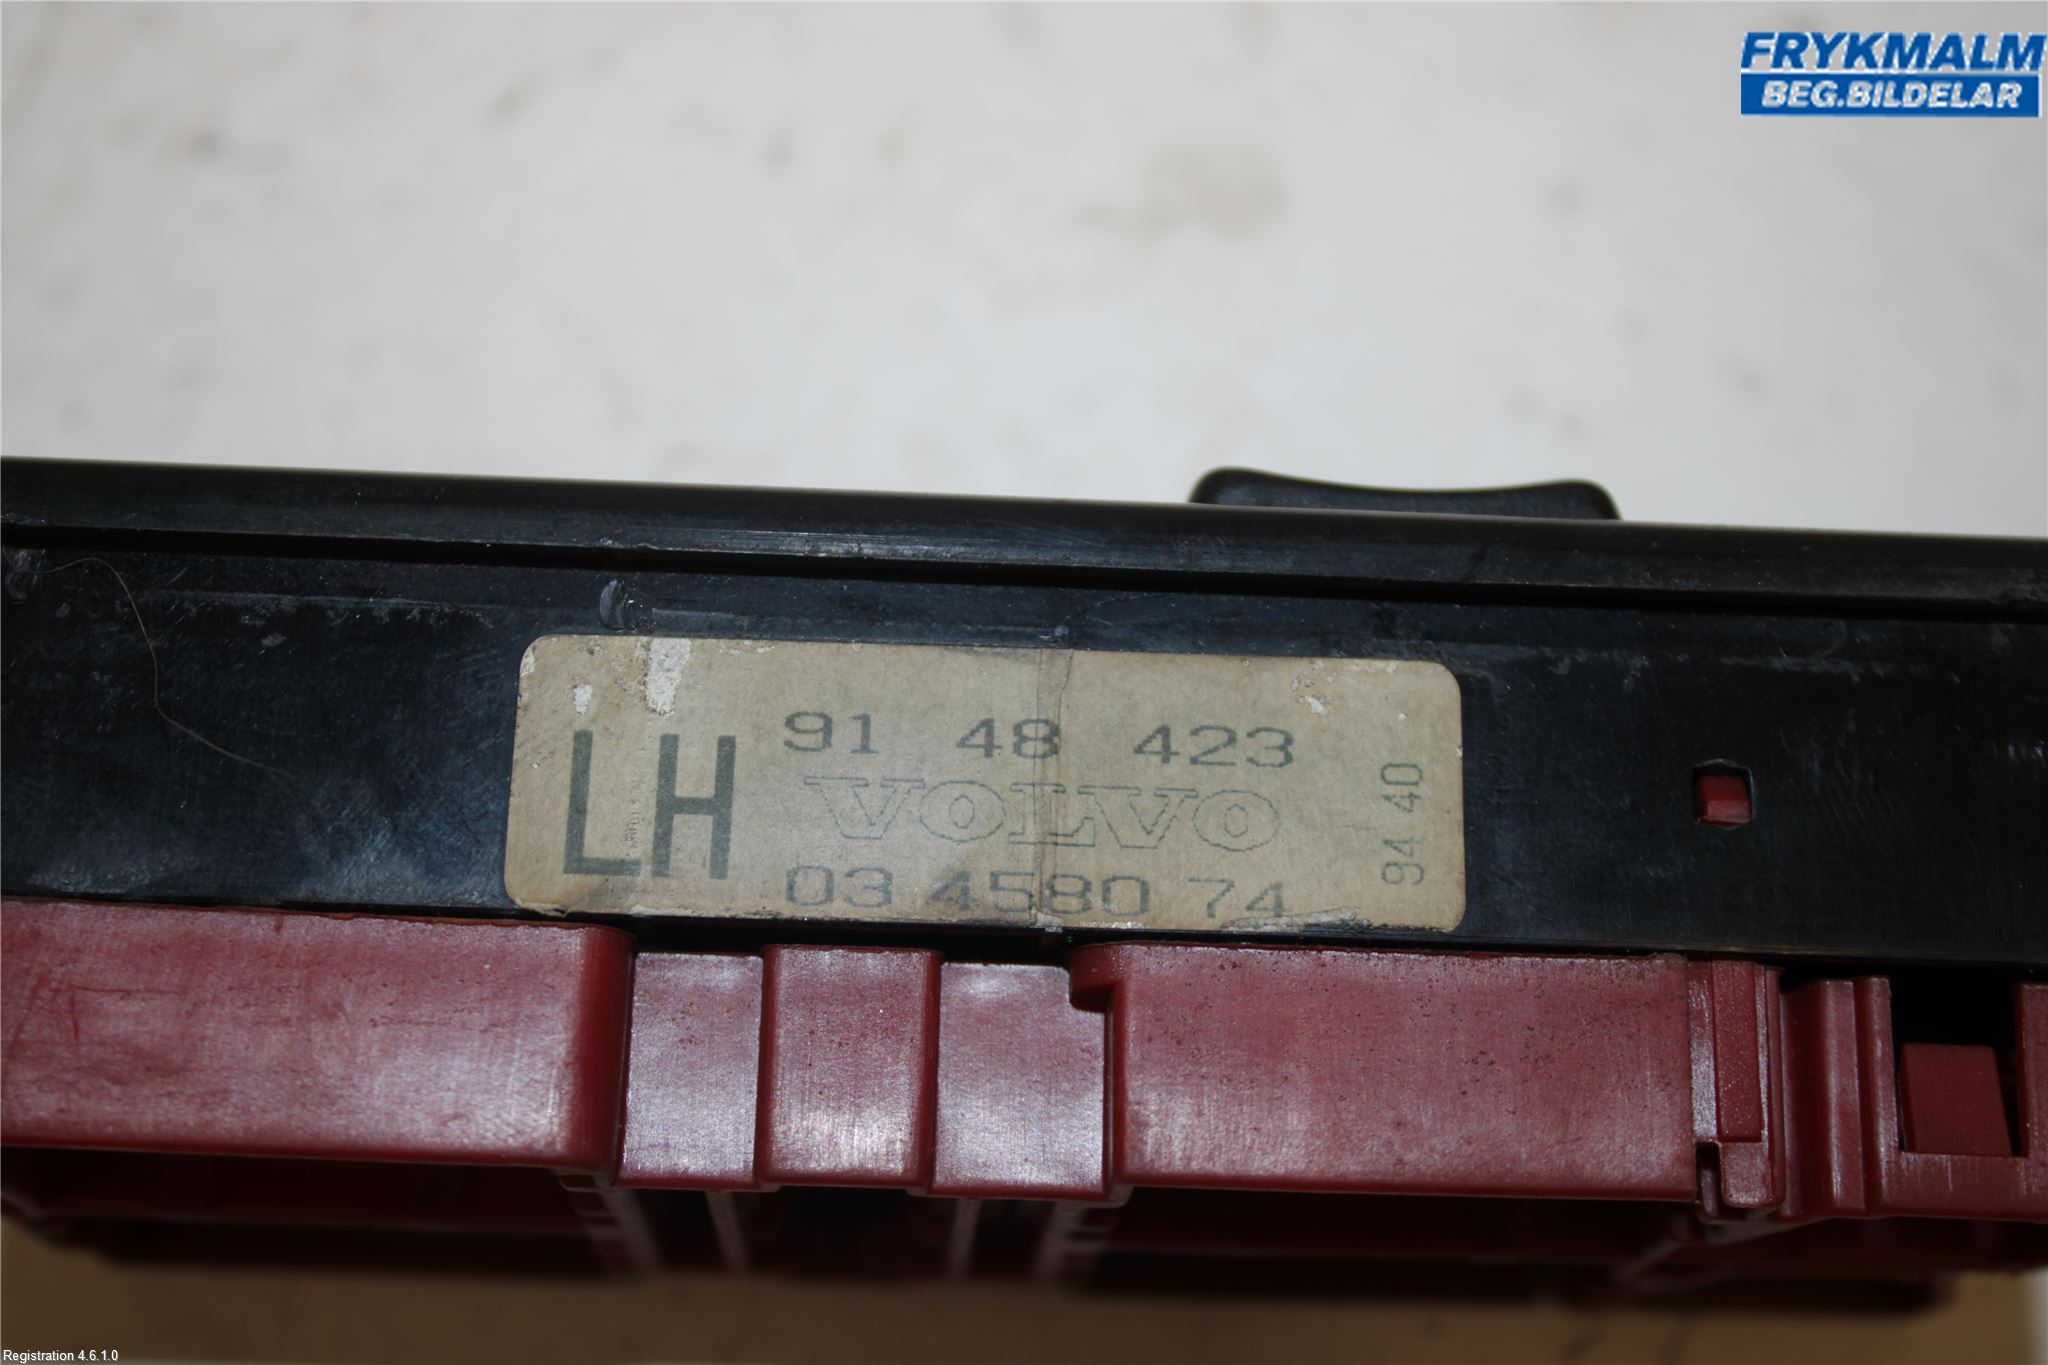 FRYKMALM
BEG.BILDELAR
LH
91 48 423
VOLVO
03 4580 74
94 40
Registration 4.6.1.0